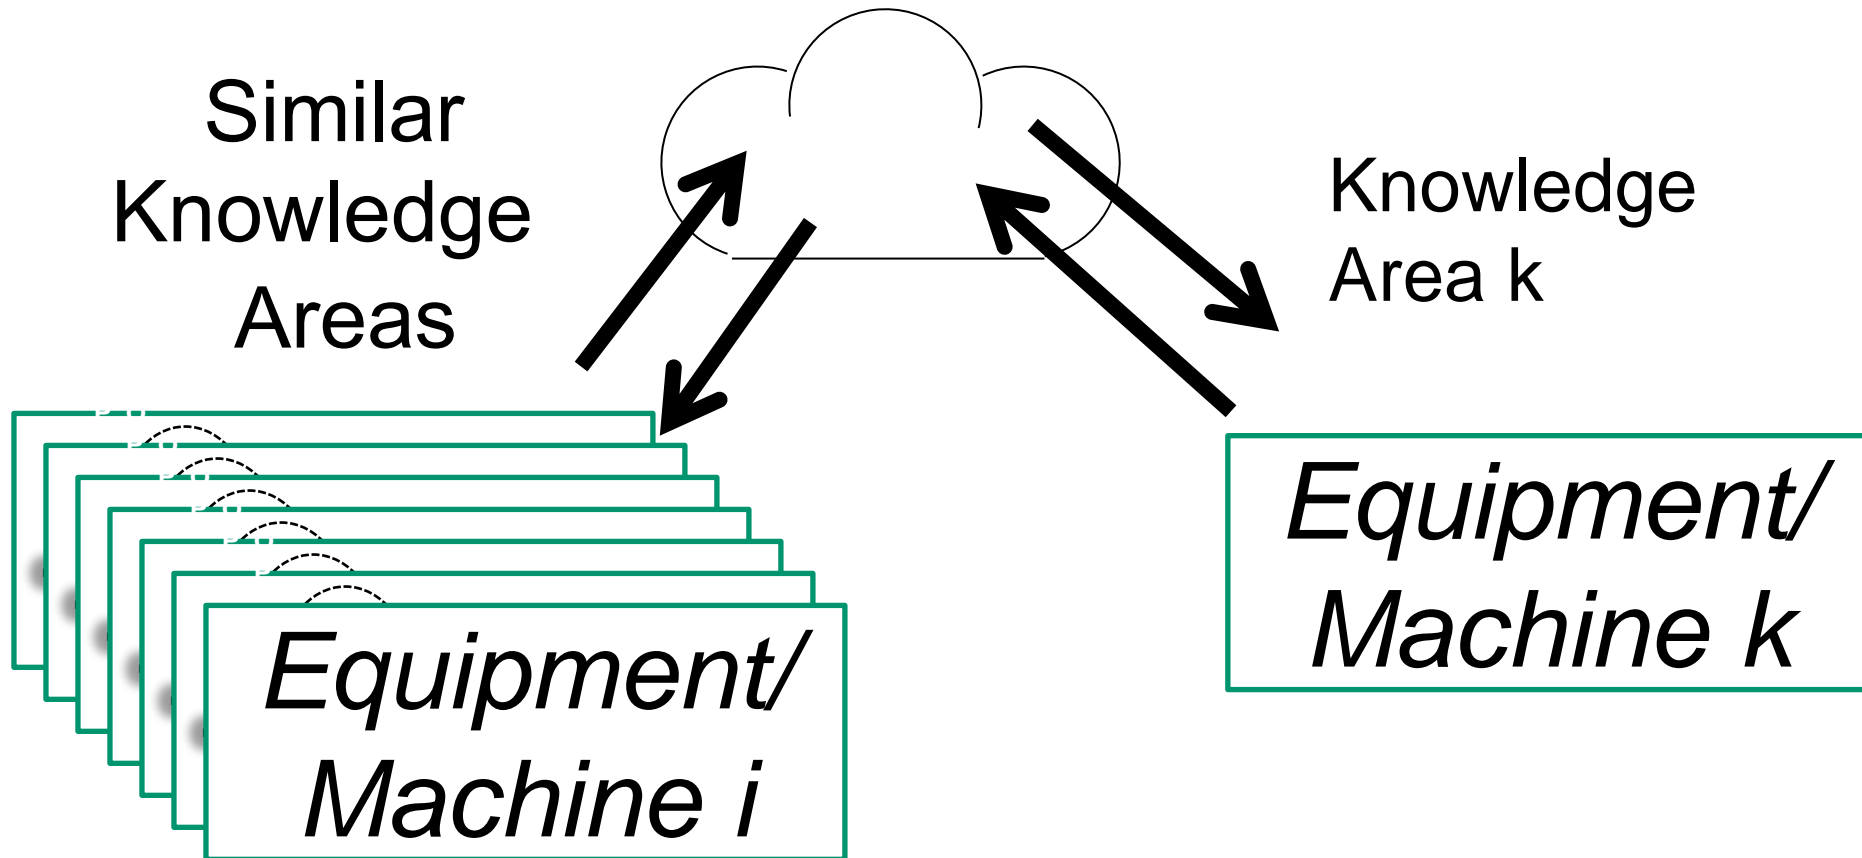 Similar
Knowledge
Areas
Knowledge
Area k
Equipment/
Machine i
Equipment/
Machine k